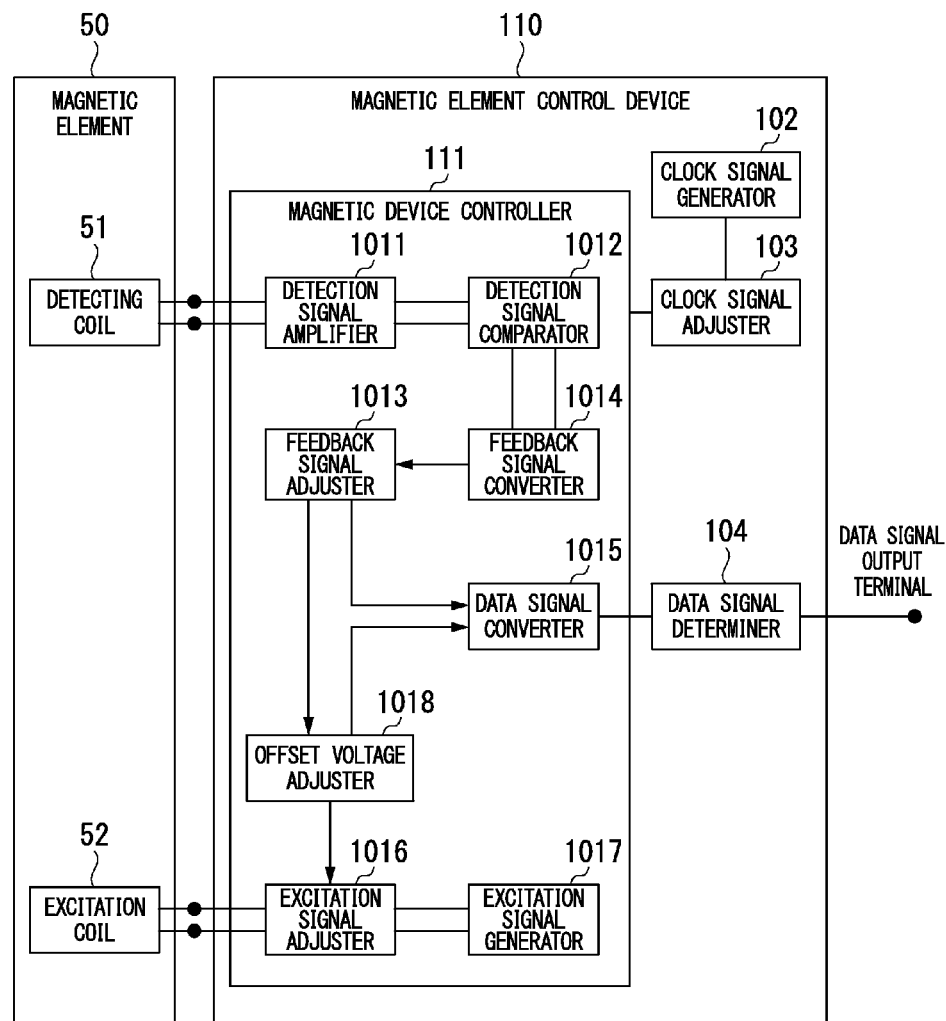 50
MAGNETIC
ELEMENT
110
MAGNETIC ELEMENT CONTROL DEVICE
102
CLOCK SIGNAL
GENERATOR
111
MAGNETIC DEVICE CONTROLLER
103
CLOCK SIGNAL
ADJUSTER
51
DETECTING
COIL
1011
DETECTION
SIGNAL
AMPLIFIER
1012
DETECTION
SIGNAL
COMPARATOR
1013
FEEDBACK
SIGNAL
ADJUSTER
1014
FEEDBACK
SIGNAL
CONVERTER
1015
DATA SIGNAL
CONVERTER
104
DATA SIGNAL
DETERMINER
DATA SIGNAL
OUTPUT
TERMINAL
1018
OFFSET VOLTAGE
ADJUSTER
52
EXCITATION
COIL
1016
EXCITATION
SIGNAL
ADJUSTER
1017
EXCITATION
SIGNAL
GENERATOR